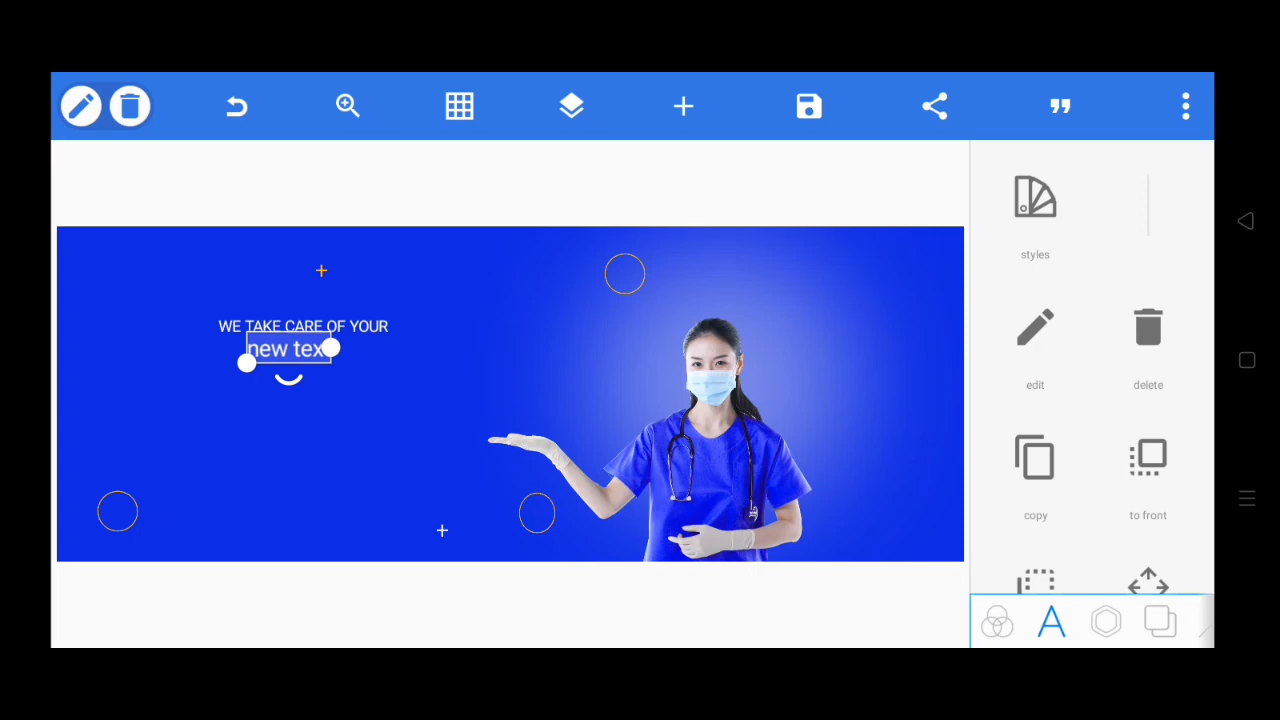 styles
WE TAKE CARE OF YOUR
new tex
edit
delete
copy
to front